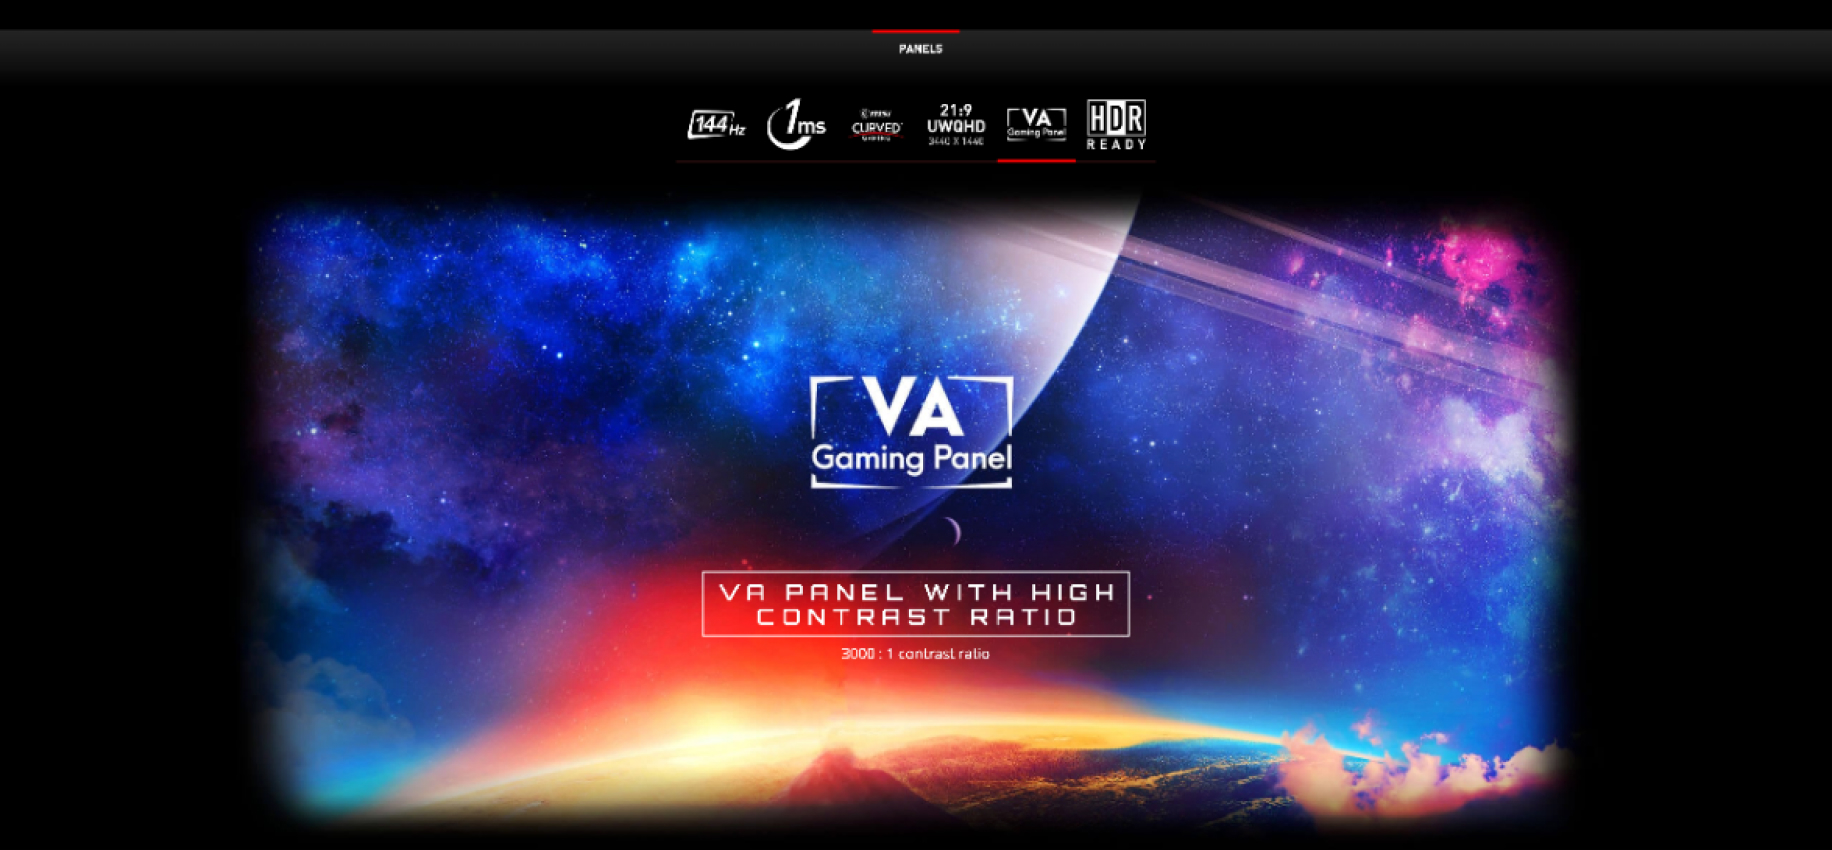 PANELS
144Hz
1ms
msi
CURVED
21:9
UWQHD
3440 X 1440
VA
Gaming Panel
HDR
READY
VA
Gaming Panel
VA PANEL WITH HIGH
CONTRAST RATIO
3000 : 1 contrast ratio